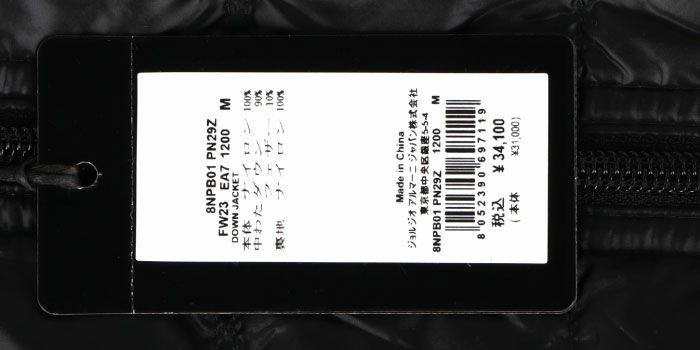 8NPB01 PN29Z
FW23 EA7 1200 M
DOWN JACKET
本体 ナイロン 100%
中わた ダウン 90%
フェザー 10%
裏地 ナイロン 100%
Made in China
ジョルジオ アルマーニ ジャパン株式会社
東京都中央区銀座5-5-4
8NPB01 PN29Z 1200 M
8 052390 697119
税込 ¥ 34,100
(本体 ¥31,000)